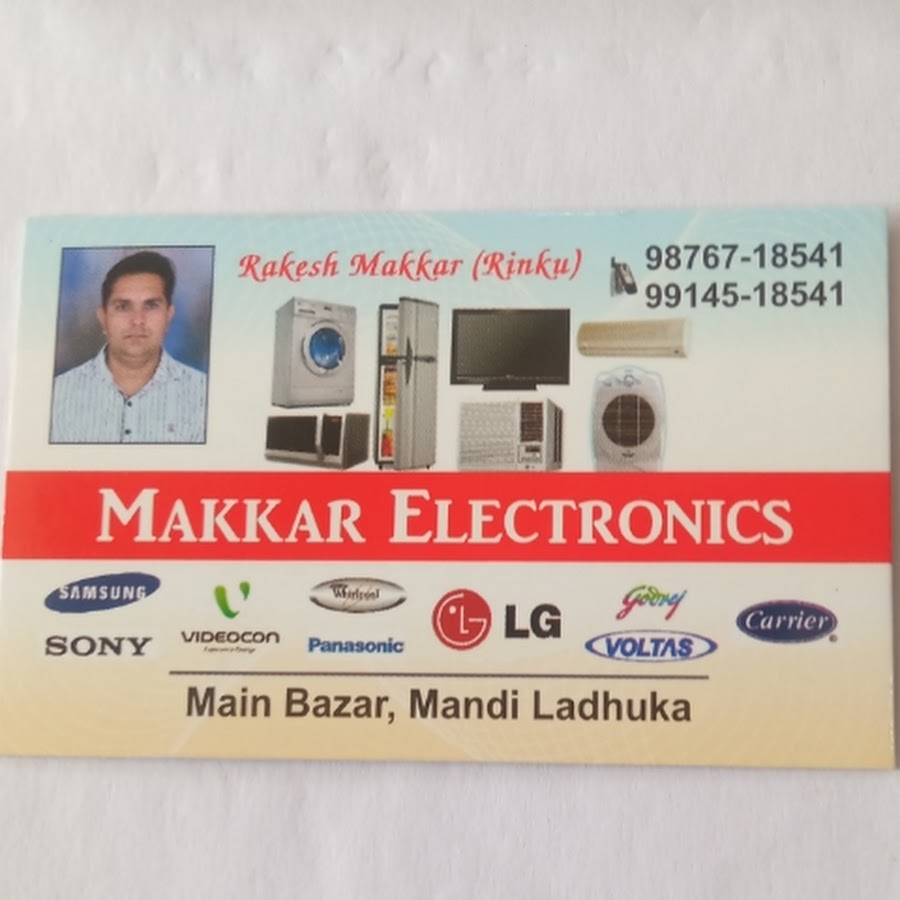 Rakesh Makkar (Rinku)
98767-18541
99145-18541
MAKKAR ELECTRONICS
SAMSUNG
SONY
VIDEOCON
Whirlpool
Panasonic
LG
Godrej
VOLTAS
Carrier
Main Bazar, Mandi Ladhuka